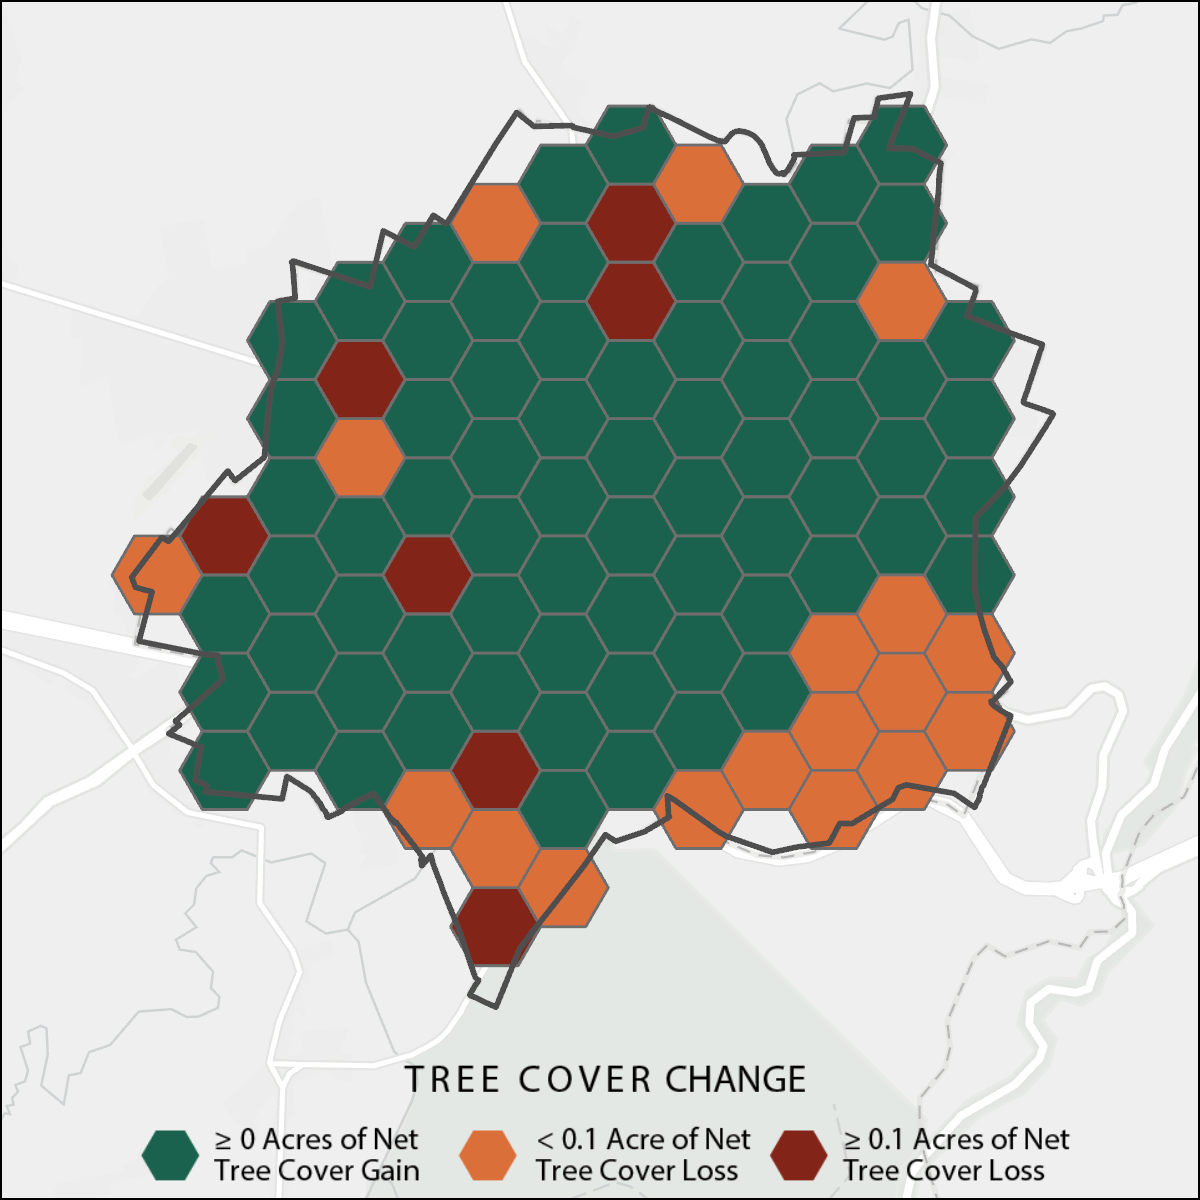 TREE COVER CHANGE
≥ 0 Acres of Net
Tree Cover Gain
< 0.1 Acre of Net
Tree Cover Loss
≥ 0.1 Acres of Net
Tree Cover Loss